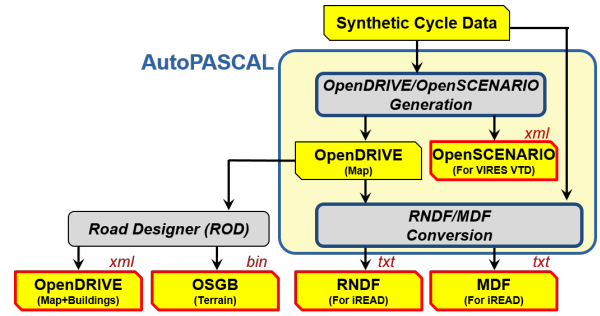 Synthetic Cycle Data
AutoPASCAL
OpenDRIVE/OpenSCENARIO
Generation
xml
OpenDRIVE
(Map)
OpenSCENARIO
(For VIRES VTD)
Road Designer (ROD)
RNDF/MDF
Conversion
xml
bin
txt
txt
OpenDRIVE
(Map+Buildings)
OSGB
(Terrain)
RNDF
(For iREAD)
MDF
(For iREAD)